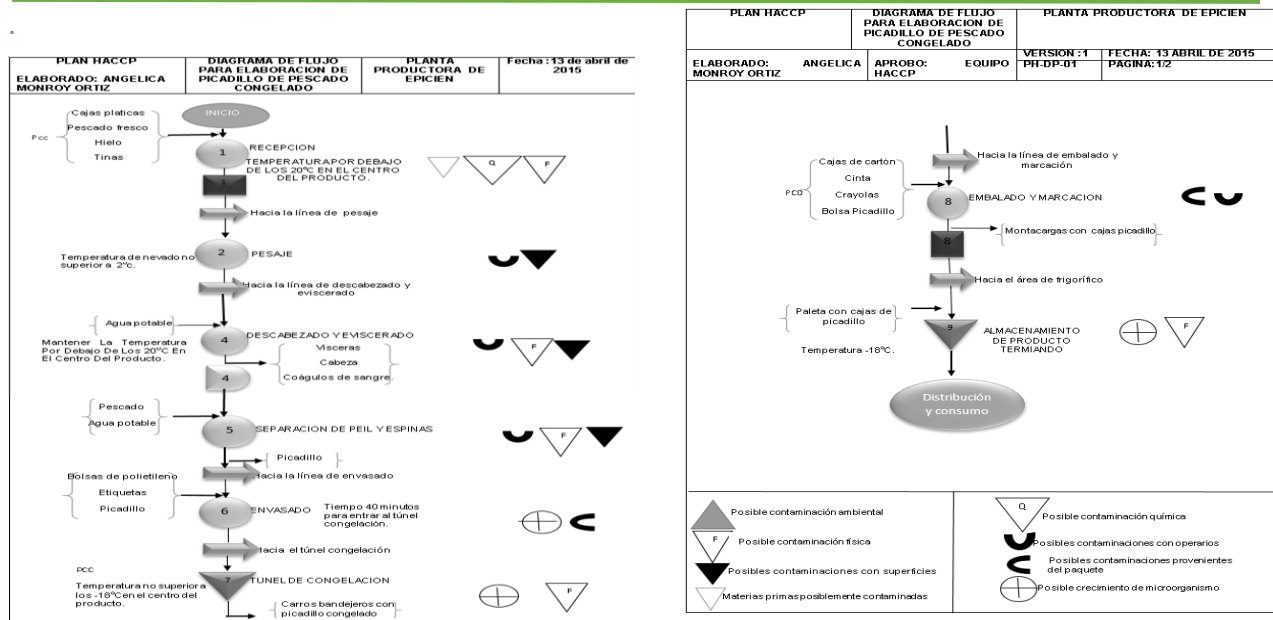 PLAN HACCP
ELABORADO: ANGELICA
MONROY ORTIZ
DIAGRAMA DE FLUJO
PARA ELABORACION DE
PICADILLO DE PESCADO
CONGELADO
PLANTA
PRODUCTORA DE
EPICIEN
Fecha :13 de abril de
2015
INICIO
Cajas platicas
Pescado fresco
Hielo
Tinas
Pcc
1
RECEPCION
TEMPERATURA POR DEBAJO
DE LOS 20ºC EN EL CENTRO
DEL PRODUCTO.
1
Q
F
Hacia la línea de pesaje
Temperatura de nevado no
superior a 2ºc.
2
PESAJE
Hacia la línea de descabezado y
eviscerado
Agua potable
Mantener La Temperatura
Por Debajo De Los 20ºC En
El Centro Del Producto.
4
DESCABEZADO Y EVISCERADO
Visceras
Cabeza
Coágulos de sangre.
F
4
Pescado
Agua potable
5
SEPARACION DE PEIL Y ESPINAS
F
Picadillo
Hacia la línea de envasado
Bolsas de polietileno
Etiquetas
Picadillo
6
ENVASADO
Tiempo 40 minutos
para entrar al túnel
congelación.
Hacia el túnel congelación
PCC
Temperatura no superior a
los -18ºC en el centro del
producto.
7
TUNEL DE CONGELACION
F
Carros bandejeros con
picadillo congelado
PLAN HACCP
DIAGRAMA DE FLUJO
PARA ELABORACION DE
PICADILLO DE PESCADO
CONGELADO
PLANTA PRODUCTORA DE EPICIEN
ELABORADO: ANGELICA
MONROY ORTIZ
APROBO: EQUIPO
HACCP
VERSION :1
PH-DP-01
FECHA: 13 ABRIL DE 2015
PAGINA:1/2
Hacia la línea de embalado y
marcación
Cajas de cartón
Cinta
Crayolas
Bolsa Picadillo
8
EMBALADO Y MARCACION
Montacargas con cajas picadillo
8
Hacia el área de frigorífico
Paleta con cajas de
picadillo
Temperatura -18ºC.
9
ALMACENAMIENTO
DE PRODUCTO
TERMIANDO
F
Distribución
y consumo
Posible contaminación ambiental
F
Posible contaminación física
Posibles contaminaciones con superficies
Materias primas posiblemente contaminadas
Q
Posible contaminación química
Posibles contaminaciones con operarios
Posibles contaminaciones provenientes
del paquete
Posible crecimiento de microorganismo